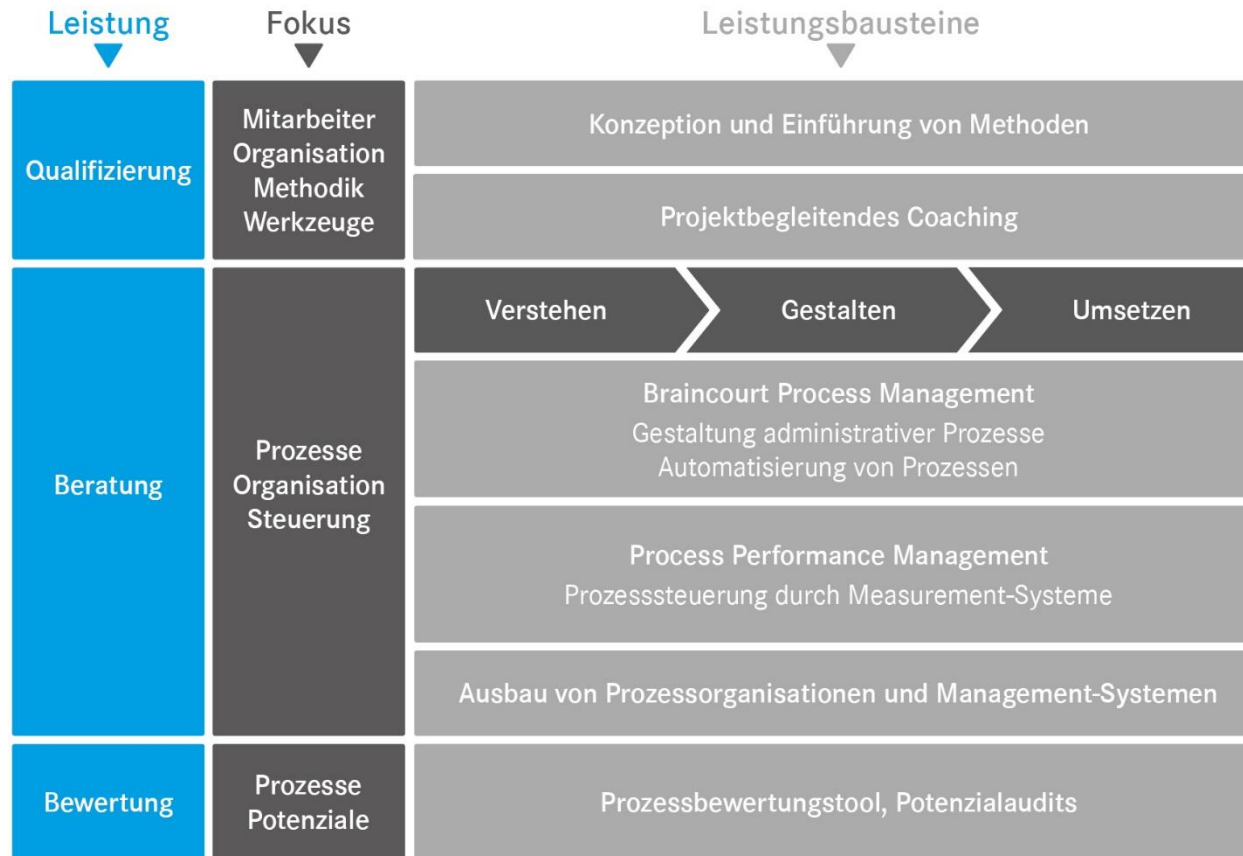 Leistung
Fokus
Leistungsbausteine
Qualifizierung
Mitarbeiter
Organisation
Methodik
Werkzeuge
Konzeption und Einführung von Methoden
Projektbegleitendes Coaching
Beratung
Prozesse
Organisation
Steuerung
Verstehen
Gestalten
Umsetzen
Braincourt Process Management
Gestaltung administrativer Prozesse
Automatisierung von Prozessen
Process Performance Management
Prozesssteuerung durch Measurement-Systeme
Ausbau von Prozessorganisationen und Management-Systemen
Bewertung
Prozesse
Potenziale
Prozessbewertungstool, Potenzialaudits